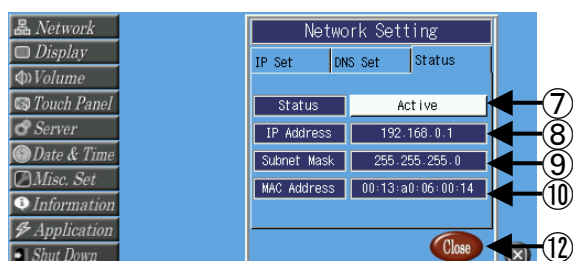 Network
Display
Volume
Touch Panel
Server
Date & Time
Misc. Set
Information
Application
Shut Down
Network Setting
IP Set DNS Set Status
Status Active ⑦
IP Address 192.168.0.1 ⑧
Subnet Mask 255.255.255.0 ⑨
MAC Address 00:13:a0:06:00:14 ⑩
Close ⑫